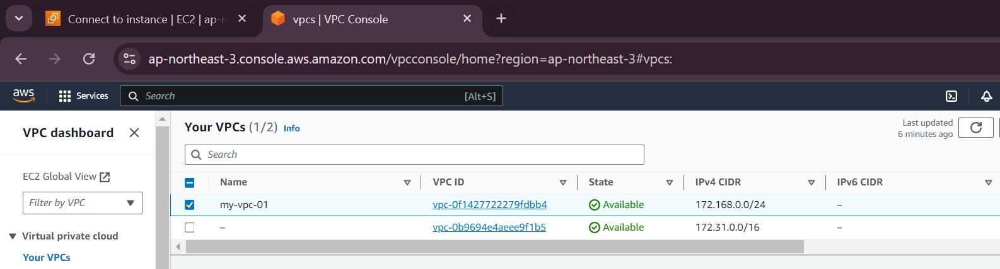 Connect to instance | EC2 | ap-n
vpcs | VPC Console
ap-northeast-3.console.aws.amazon.com/vpcconsole/home?region=ap-northeast-3#vpcs:
aws Services Search [Alt+S]
VPC dashboard
EC2 Global View
Filter by VPC
Virtual private cloud
Your VPCs
Your VPCs (1/2) Info
Last updated
6 minutes ago
Search
Name VPC ID State IPv4 CIDR IPv6 CIDR
my-vpc-01 vpc-0f1427722279fdbb4 Available 172.168.0.0/24 –
– vpc-0b9694e4aeee9f1b5 Available 172.31.0.0/16 –